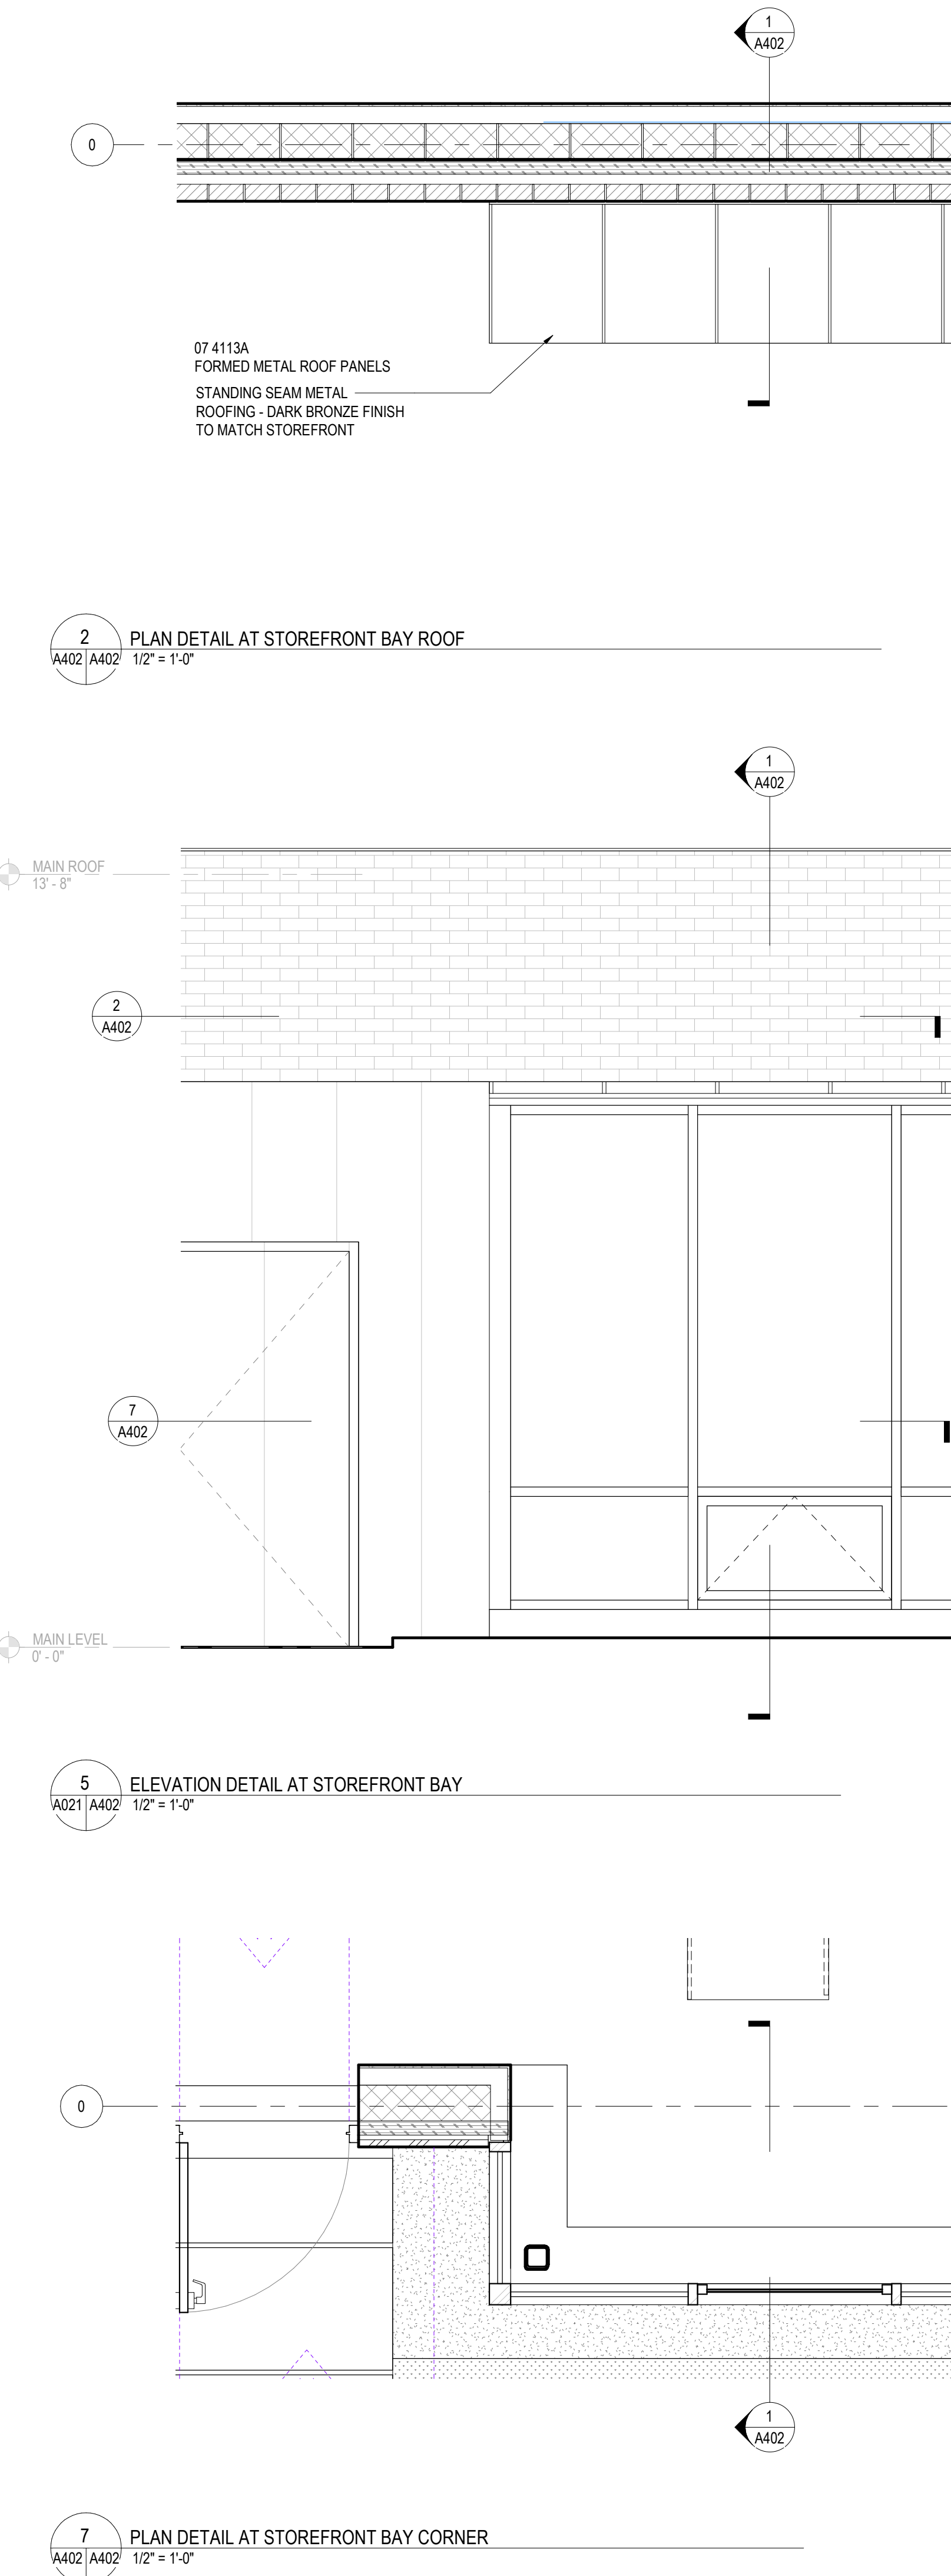 1
A402
0
07 4113A
FORMED METAL ROOF PANELS
STANDING SEAM METAL
ROOFING - DARK BRONZE FINISH
TO MATCH STOREFRONT
2
A402 A402
PLAN DETAIL AT STOREFRONT BAY ROOF
1/2" = 1'-0"
1
A402
MAIN ROOF
13' - 8"
2
A402
7
A402
MAIN LEVEL
0' - 0"
5
A021 A402
ELEVATION DETAIL AT STOREFRONT BAY
1/2" = 1'-0"
0
1
A402
7
A402 A402
PLAN DETAIL AT STOREFRONT BAY CORNER
1/2" = 1'-0"